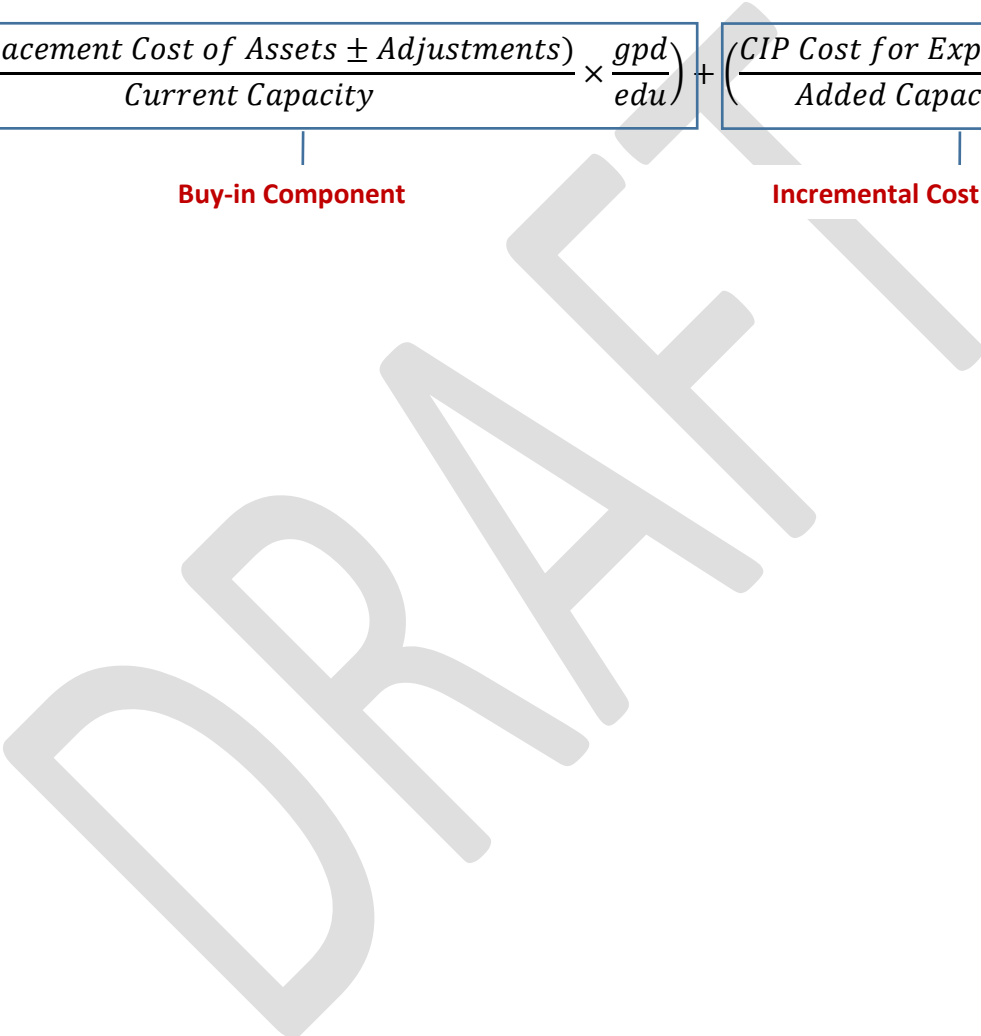 acement Cost of Assets ± Adjustments) / Current Capacity × gpd / edu) + (CIP Cost for Exp / Added Capac
Buy-in Component Incremental Cost
DRAFT